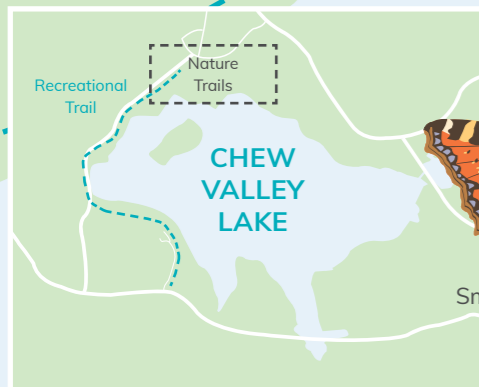 Nature
Trails
Recreational
Trail
CHEW
VALLEY
LAKE